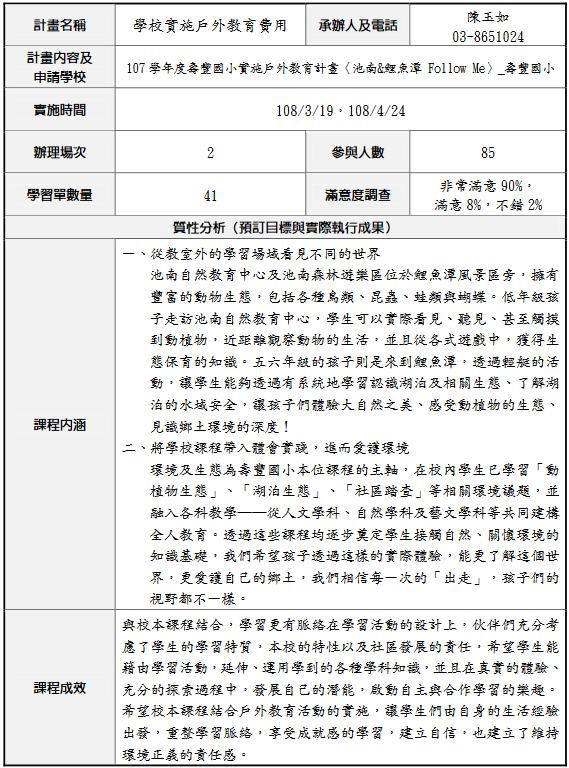 計畫名稱 學校實施戶外教育費用 承辦人及電話 陳玉如
03-8651024
計畫內容及
申請學校 107學年度壽豐國小實施戶外教育計畫〈池南&鯉魚潭 Follow Me〉_壽豐國小
實施時間 108/3/19，108/4/24
辦理場次 2 參與人數 85
學習單數量 41 滿意度調查 非常滿意90%，
滿意8%，不錯2%
質性分析（預訂目標與實際執行成果）
課程內涵
一、從教室外的學習場域看見不同的世界
池南自然教育中心及池南森林遊樂區位於鯉魚潭風景區旁，擁有
豐富的動物生態，包括各種鳥類、昆蟲、蛙類與蝴蝶。低年級孩
子走訪池南自然教育中心，學生可以實際看見、聽見、甚至觸摸
到動植物，近距離觀察動物的生活，並且從各式遊戲中，獲得生
態保育的知識。五六年級的孩子則是來到鯉魚潭，透過輕艇的活
動，讓學生能夠透過有系統地學習認識湖泊及相關生態、了解湖
泊的水域安全，讓孩子們體驗大自然之美、感受動植物的生態、
見識鄉土環境的深度！
二、將學校課程帶入體會實踐，進而愛護環境
環境及生態為壽豐國小本位課程的主軸，在校內學生已學習「動
植物生態」、「湖泊生態」、「社區踏查」等相關環境議題，並
融入各科教學——從人文學科、自然學科及藝文學科等共同建構
全人教育。透過這些課程均逐步奠定學生接觸自然、關懷環境的
知識基礎，我們希望孩子透過這樣的實際體驗，能更了解這個世
界，更愛護自己的鄉土，我們相信每一次的「出走」，孩子們的
視野都不一樣。
課程成效
與校本課程結合，學習更有脈絡在學習活動的設計上，伙伴們充分考
慮了學生的學習特質，本校的特性以及社區發展的責任，希望學生能
藉由學習活動，延伸、運用學到的各種學科知識，並且在真實的體驗、
充分的探索過程中，發展自己的潛能，啟動自主與合作學習的樂趣。
希望校本課程結合戶外教育活動的實施，讓學生們由自身的生活經驗
出發，重整學習脈絡，享受成就感的學習，建立自信，也建立了維持
環境正義的責任感。